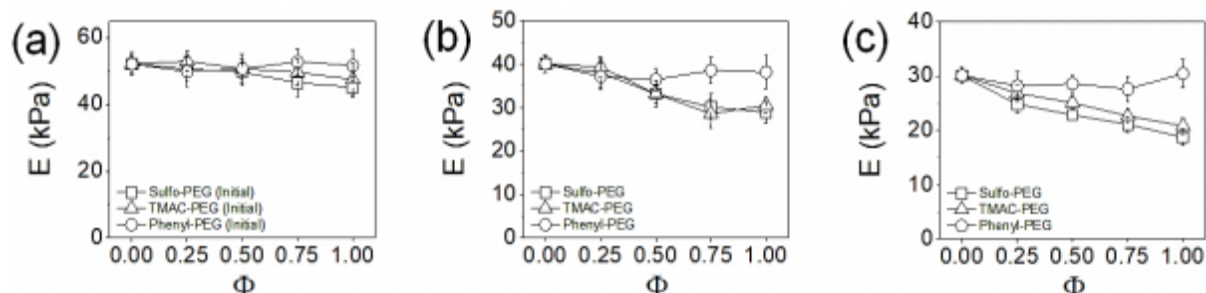 (a)
E (kPa)
60
40
20
0
Sulfo-PEG (Initial)
TMAC-PEG (Initial)
Phenyl-PEG (Initial)
0.00 0.25 0.50 0.75 1.00
Φ
(b)
E (kPa)
50
40
30
20
10
0
Sulfo-PEG
TMAC-PEG
Phenyl-PEG
0.00 0.25 0.50 0.75 1.00
Φ
(c)
E (kPa)
40
30
20
10
0
Sulfo-PEG
TMAC-PEG
Phenyl-PEG
0.00 0.25 0.50 0.75 1.00
Φ